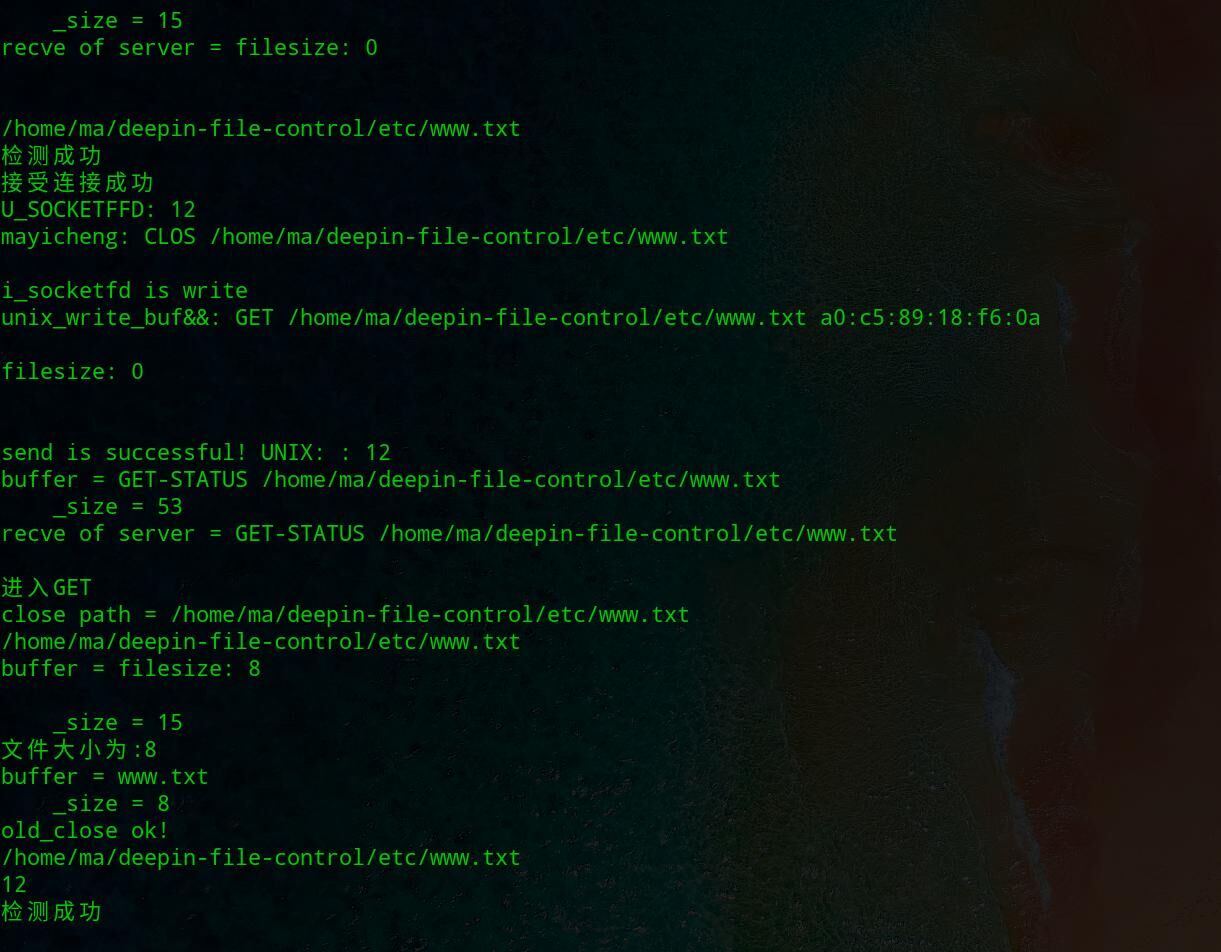 _size = 15
recve of server = filesize: 0
/home/ma/deepin-file-control/etc/www.txt
检测成功
接受连接成功
U_SOCKETFFD: 12
mayicheng: CLOS /home/ma/deepin-file-control/etc/www.txt
i_socketfd is write
unix_write_buf&&: GET /home/ma/deepin-file-control/etc/www.txt a0:c5:89:18:f6:0a
filesize: 0
send is successful! UNIX: : 12
buffer = GET-STATUS /home/ma/deepin-file-control/etc/www.txt
_size = 53
recve of server = GET-STATUS /home/ma/deepin-file-control/etc/www.txt
进入GET
close path = /home/ma/deepin-file-control/etc/www.txt
/home/ma/deepin-file-control/etc/www.txt
buffer = filesize: 8
_size = 15
文件大小为:8
buffer = www.txt
_size = 8
old_close ok!
/home/ma/deepin-file-control/etc/www.txt
12
检测成功